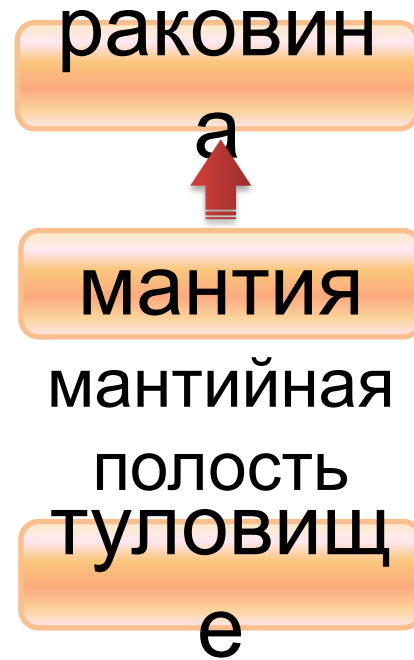 раковин
а
мантия
мантийная
полость
туловищ
е